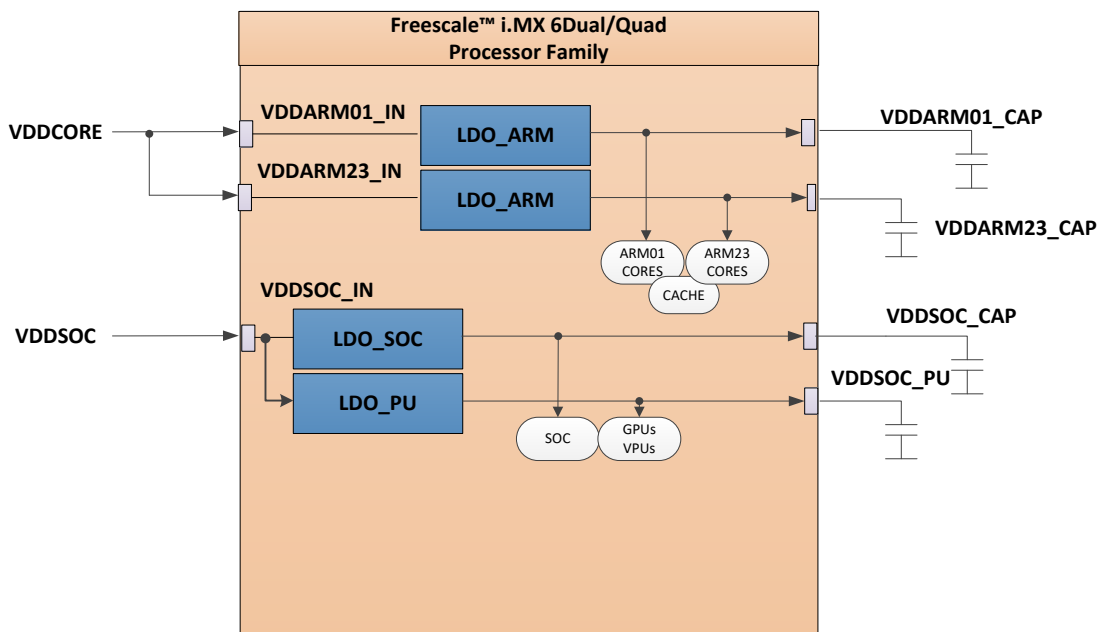 Freescale™ i.MX 6Dual/Quad
Processor Family
VDDCORE
VDDARM01_IN
LDO_ARM
VDDARM01_CAP
VDDARM23_IN
LDO_ARM
VDDARM23_CAP
ARM01
CORES
ARM23
CORES
CACHE
VDDSOC
VDDSOC_IN
LDO_SOC
VDDSOC_CAP
LDO_PU
VDDSOC_PU
SOC
GPUs
VPUs